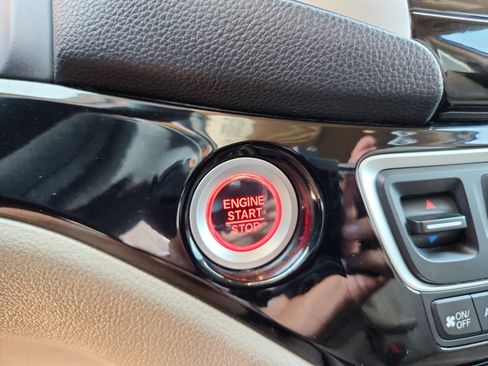 ENGINE
START
STOP
ON/
OFF
A